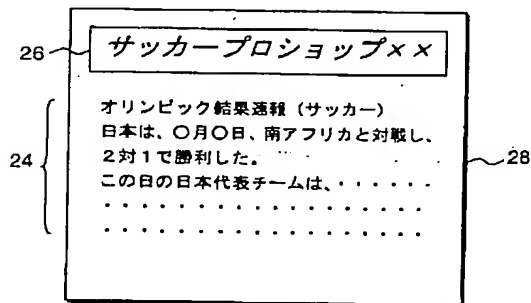 26
サッカープロショップ××
24
オリンピック結果速報（サッカー）
日本は、○月○日、南アフリカと対戦し、
２対１で勝利した。
この日の日本代表チームは、・・・・・・
・・・・・・・・・・・・・・・・・・
・・・・・・・・・・・・・・・・・・
28